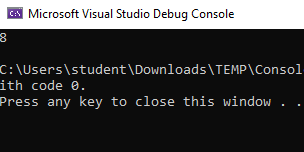 Microsoft Visual Studio Debug Console
8
C:\Users\student\Downloads\TEMP\Consol
ith code 0.
Press any key to close this window . .